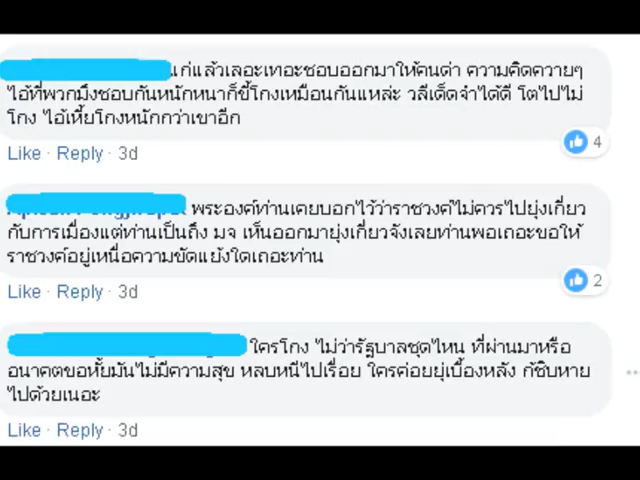 แก่แล้วเลอะเทอะชอบออกมาให้คนด่า ความคิดควายๆ
ไอ้ที่พวกมึงชอบกันหนักหนาก็ขี้โกงเหมือนกันแหล่ะ วลีเด็ดจำได้ดี โตไปไม่
โกง ไอ้เหี้ยโกงหนักกว่าเขาอีก
4
Like · Reply · 3d
พระองค์ท่านเคยบอกไว้ว่าราชวงค์ไม่ควรไปยุ่งเกี่ยว
กับการเมื่องแต่ท่านเป็นถึง มจ เห็นออกมายุ่งเกี่ยวจังเลยท่านพอเถอะขอให้
ราชวงค์อยู่เหนื่อความขัดแย้งใดเถอะท่าน
2
Like · Reply · 3d
ใครโกง ไม่ว่ารัฐบาลชุดไหน ที่ผ่านมาหรือ
อนาคตขอหั้ยมันไม่มีความสุข หลบหนีไปเรื่อย ใครค่อยยุ่เบื้องหลัง ก้ชิบหาย
ไปด้วยเนอะ
Like · Reply · 3d